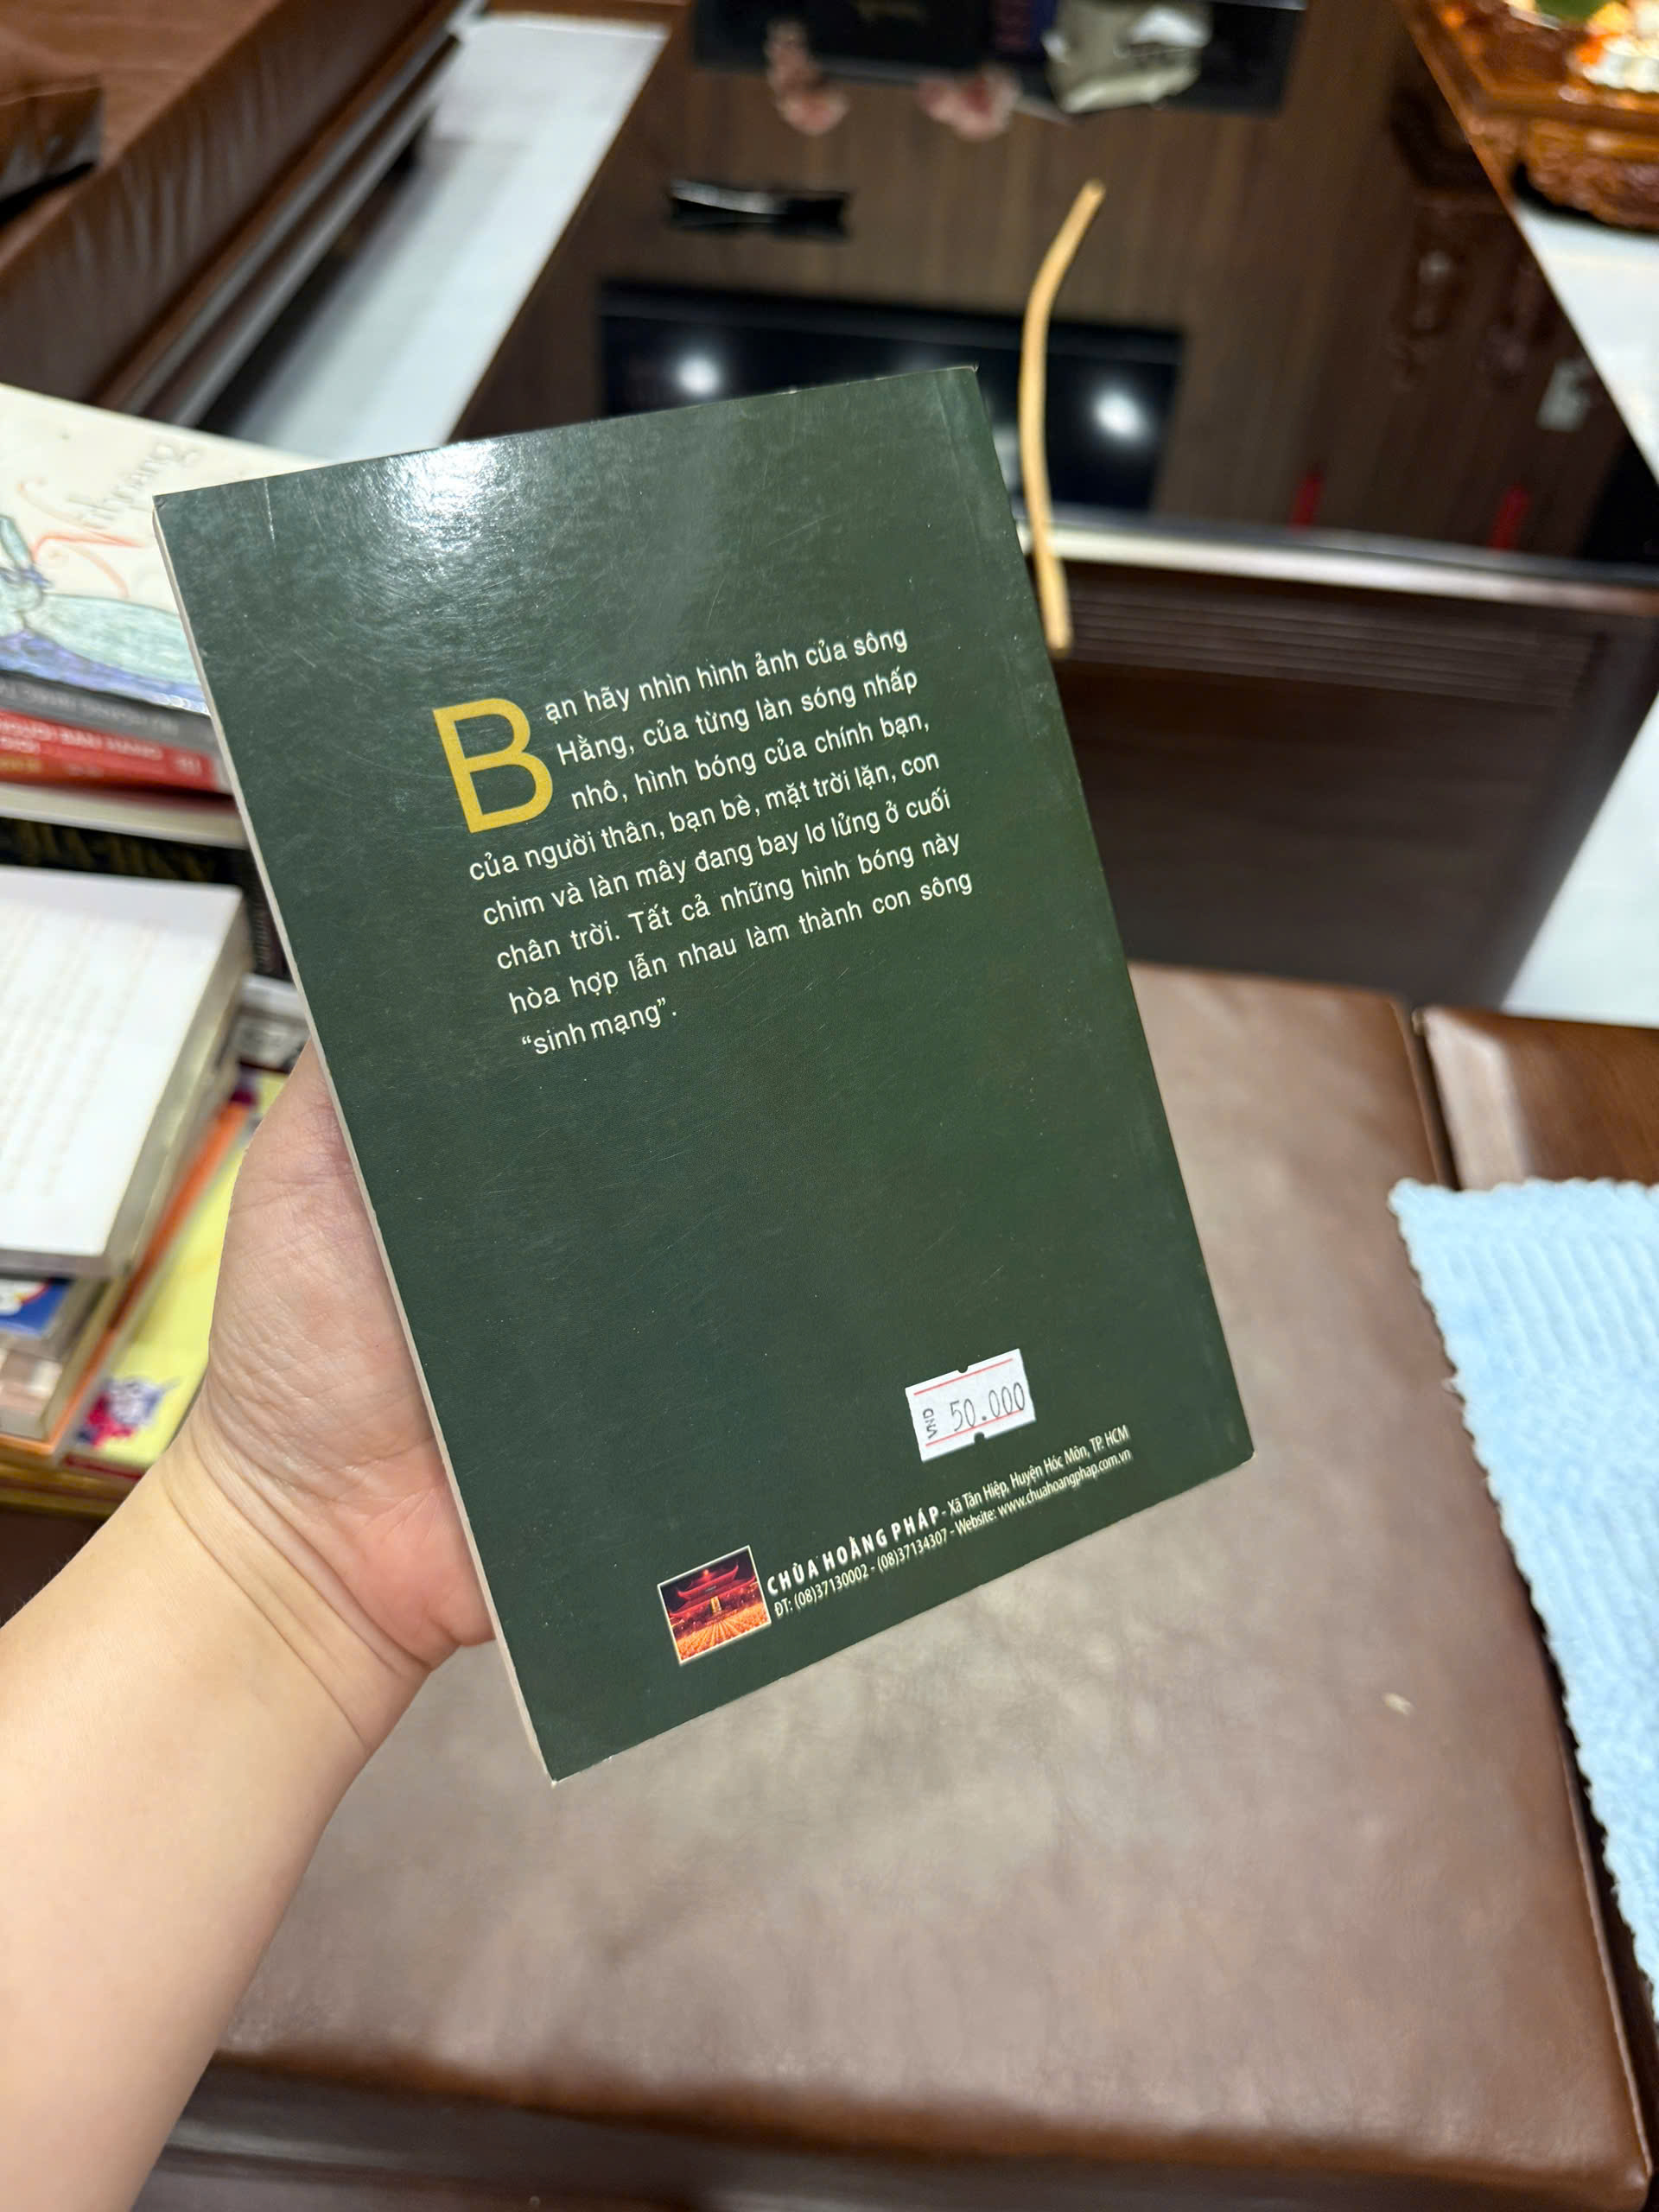 Bạn hãy nhìn hình ảnh của sông
Hằng, của từng làn sóng nhấp
nhô, hình bóng của chính bạn,
của người thân, bạn bè, mặt trời lặn, con
chim và làn mây đang bay lơ lửng ở cuối
chân trời. Tất cả những hình bóng này
hòa hợp lẫn nhau làm thành con sông
“sinh mạng”.
VND 50.000
CHÙA HOẰNG PHÁP - Xã Tân Hiệp, Huyện Hóc Môn, TP. HCM
ĐT: (08)37130002 - (08)37134307 - Website: www.chuahoangphap.com.vn